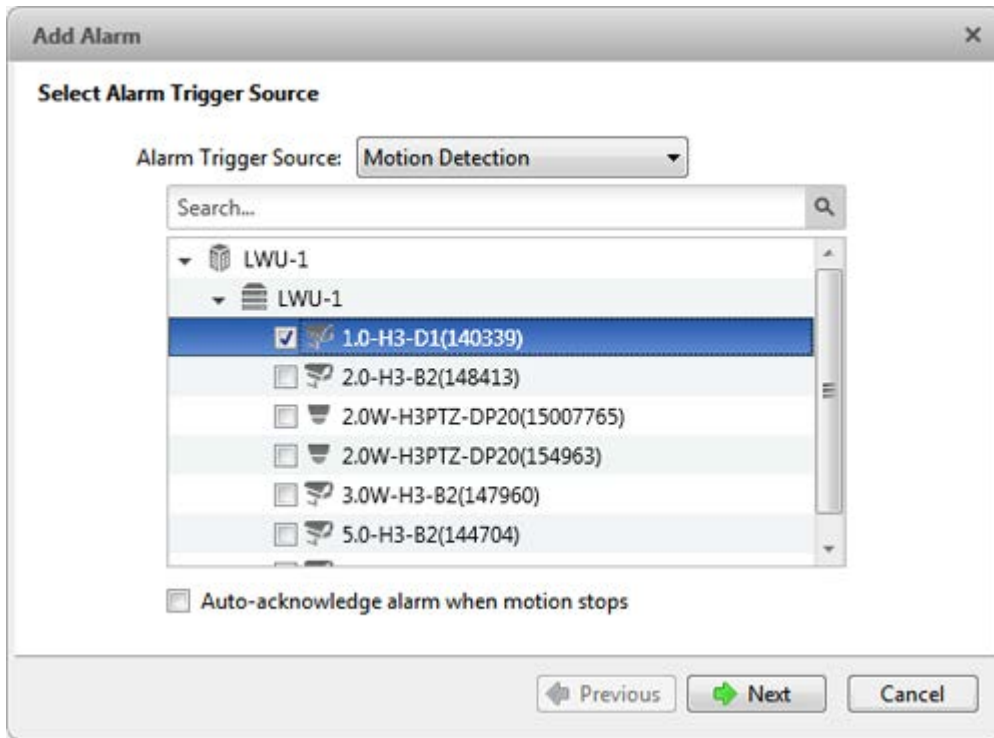 Add Alarm
Select Alarm Trigger Source
Alarm Trigger Source: Motion Detection
Search...
LWU-1
LWU-1
1.0-H3-D1(140339)
2.0-H3-B2(148413)
2.0W-H3PTZ-DP20(15007765)
2.0W-H3PTZ-DP20(154963)
3.0W-H3-B2(147960)
5.0-H3-B2(144704)
Auto-acknowledge alarm when motion stops
Previous Next Cancel